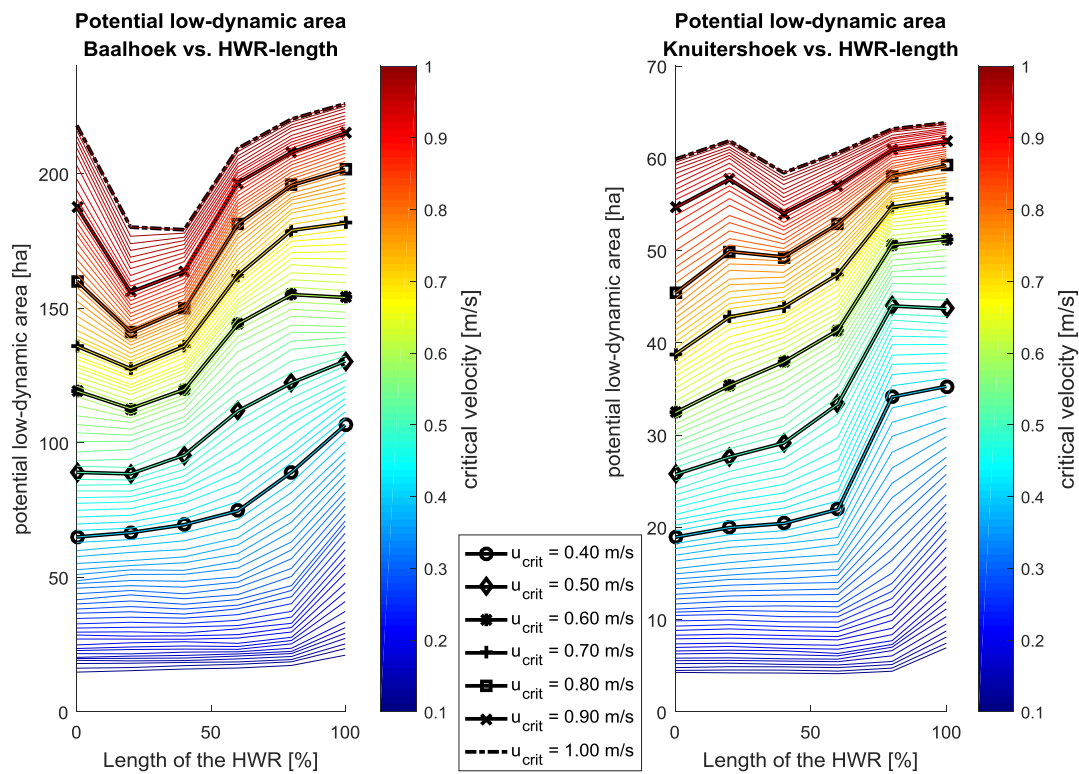 Potential low-dynamic area
Baalhoek vs. HWR-length
potential low-dynamic area [ha]
200
150
100
50
0
0
50
100
Length of the HWR [%]
1
0.9
0.8
0.7
0.6
0.5
0.4
0.3
0.2
0.1
critical velocity [m/s]
u_crit = 0.40 m/s
u_crit = 0.50 m/s
u_crit = 0.60 m/s
u_crit = 0.70 m/s
u_crit = 0.80 m/s
u_crit = 0.90 m/s
u_crit = 1.00 m/s
Potential low-dynamic area
Knuitershoek vs. HWR-length
potential low-dynamic area [ha]
70
60
50
40
30
20
10
0
0
50
100
Length of the HWR [%]
1
0.9
0.8
0.7
0.6
0.5
0.4
0.3
0.2
0.1
critical velocity [m/s]